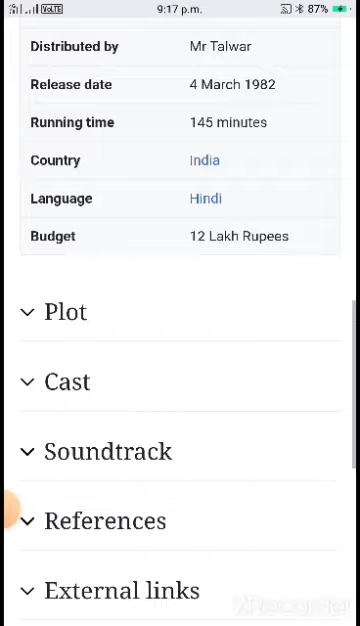 VoLTE 9:17 p.m. 87%
Distributed by Mr Talwar
Release date 4 March 1982
Running time 145 minutes
Country India
Language Hindi
Budget 12 Lakh Rupees
Plot
Cast
Soundtrack
References
External links